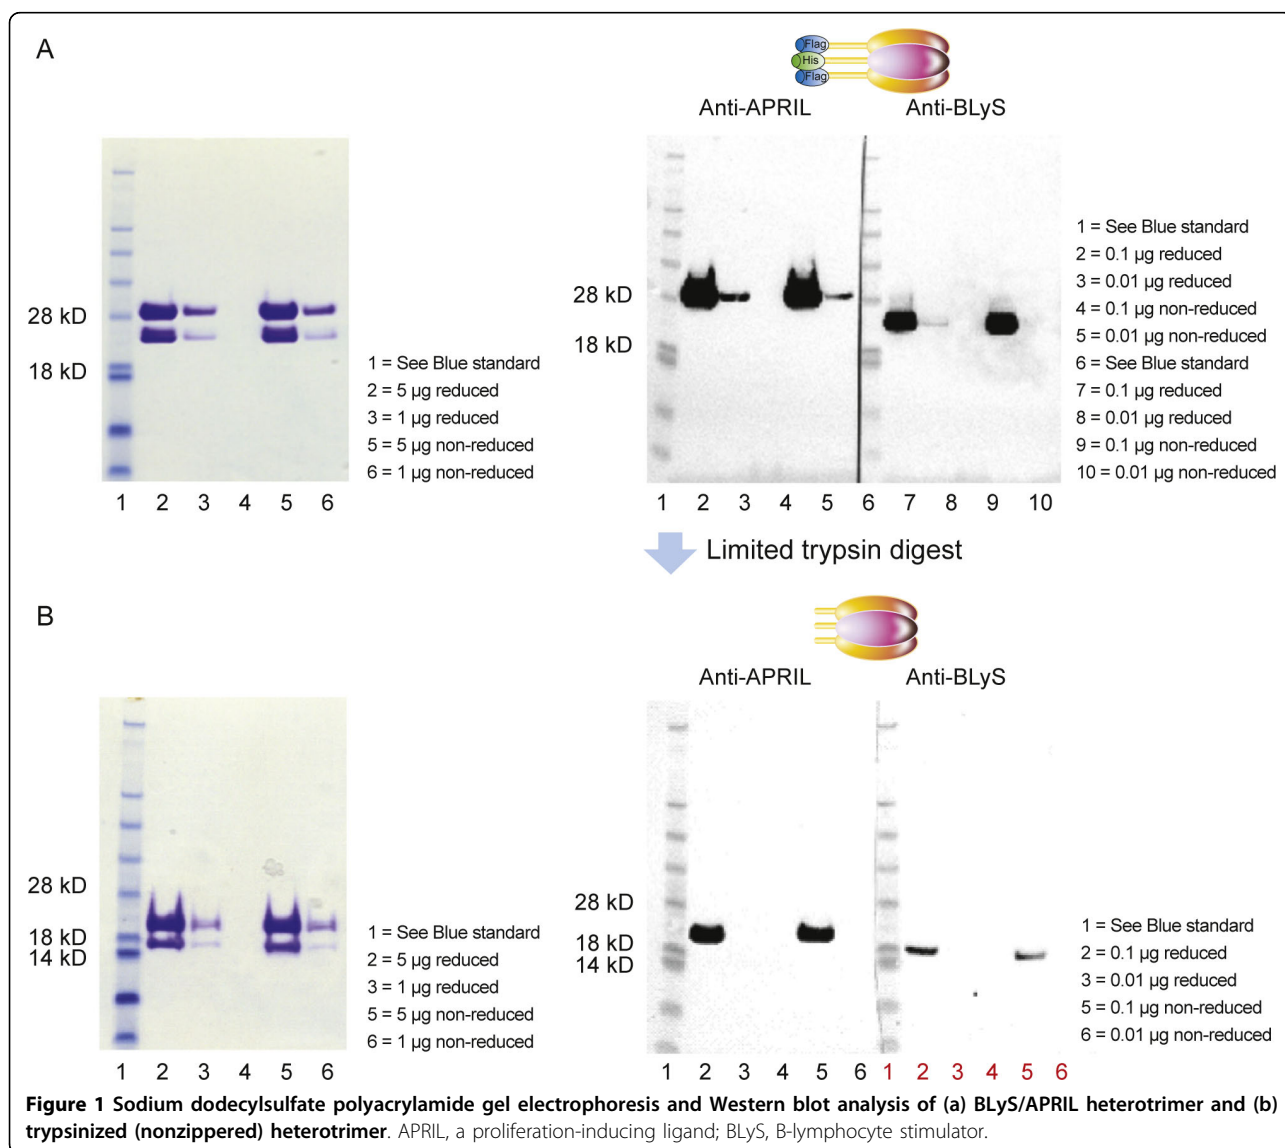 A
Flag
His
Flag
Anti-APRIL
Anti-BLyS
28 kD
18 kD
1 = See Blue standard
2 = 5 µg reduced
3 = 1 µg reduced
5 = 5 µg non-reduced
6 = 1 µg non-reduced
1 2 3 4 5 6
28 kD
18 kD
1 = See Blue standard
2 = 0.1 µg reduced
3 = 0.01 µg reduced
4 = 0.1 µg non-reduced
5 = 0.01 µg non-reduced
6 = See Blue standard
7 = 0.1 µg reduced
8 = 0.01 µg reduced
9 = 0.1 µg non-reduced
10 = 0.01 µg non-reduced
1 2 3 4 5 6 7 8 9 10
Limited trypsin digest
B
Anti-APRIL
Anti-BLyS
28 kD
18 kD
14 kD
1 = See Blue standard
2 = 5 µg reduced
3 = 1 µg reduced
5 = 5 µg non-reduced
6 = 1 µg non-reduced
1 2 3 4 5 6
28 kD
18 kD
14 kD
1 = See Blue standard
2 = 0.1 µg reduced
3 = 0.01 µg reduced
5 = 0.1 µg non-reduced
6 = 0.01 µg non-reduced
1 2 3 4 5 6 1 2 3 4 5 6
Figure 1 Sodium dodecylsulfate polyacrylamide gel electrophoresis and Western blot analysis of (a) BLyS/APRIL heterotrimer and (b)
trypsinized (nonzippered) heterotrimer. APRIL, a proliferation-inducing ligand; BLyS, B-lymphocyte stimulator.